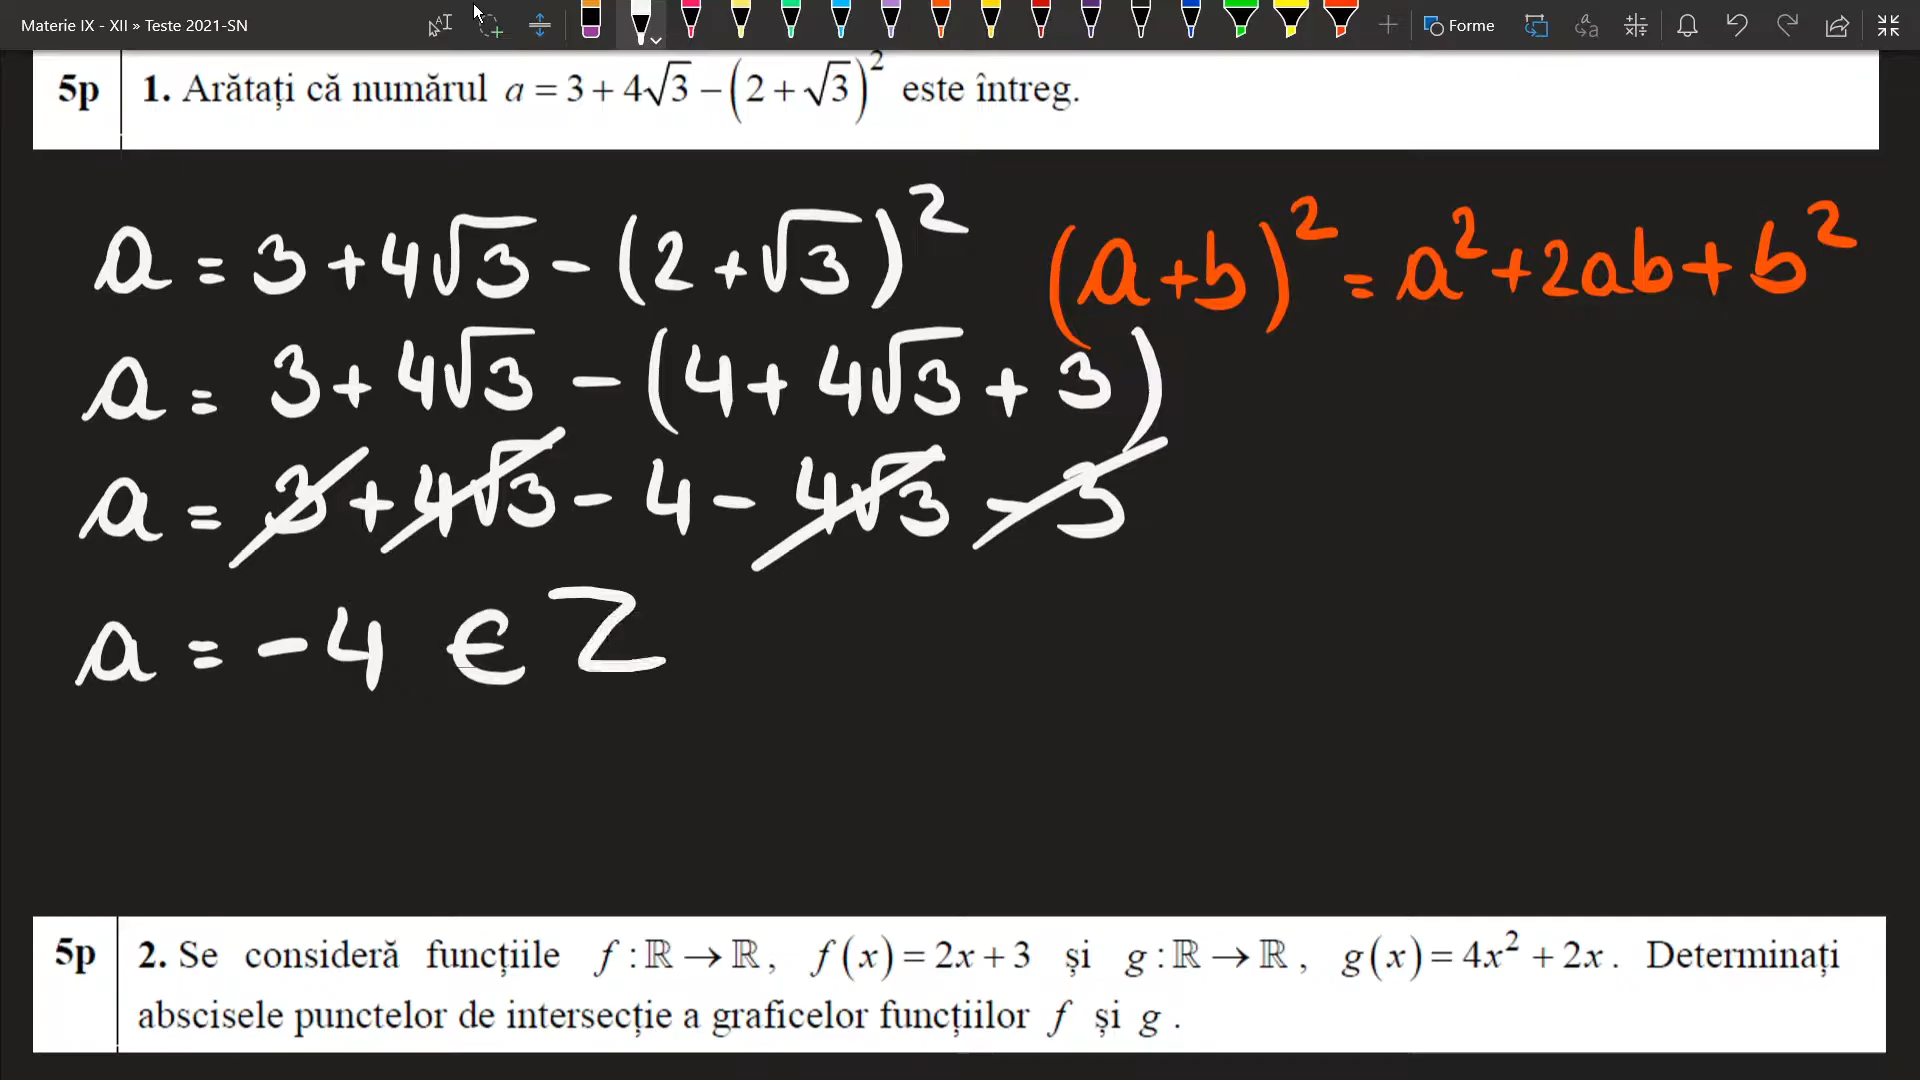 Materie IX - XII » Teste 2021-SN
Forme
5p 1. Arătați că numărul a = 3 + 4√3 − (2 + √3)² este întreg.
a = 3 + 4√3 − (2 + √3)²
(a + b)² = a² + 2ab + b²
a = 3 + 4√3 − (4 + 4√3 + 3)
a = 3 + 4√3 − 4 − 4√3 − 3
a = −4 ∈ Z
5p 2. Se consideră funcțiile f : ℝ → ℝ, f(x) = 2x + 3 și g : ℝ → ℝ, g(x) = 4x² + 2x. Determinați
abscisele punctelor de intersecție a graficelor funcțiilor f și g .